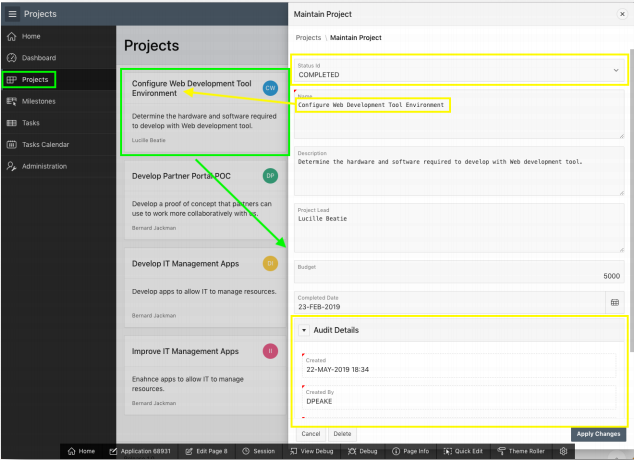 Projects
Home
Dashboard
Projects
Milestones
Tasks
Tasks Calendar
Administration
Projects
Configure Web Development Tool
Environment
CW
Determine the hardware and software required
to develop with Web development tool.
Lucille Beatie
Develop Partner Portal POC
DP
Develop a proof of concept that partners can
use to work more collaboratively with us.
Bernard Jackman
Develop IT Management Apps
DI
Develop apps to allow IT to manage resources.
Bernard Jackman
Improve IT Management Apps
II
Enahnce apps to allow IT to manage
resources.
Bernard Jackman
Maintain Project
Projects \ Maintain Project
Status Id
COMPLETED
Name
Configure Web Development Tool Environment
Description
Determine the hardware and software required to develop with Web development tool.
Project Lead
Lucille Beatie
Budget
5000
Completed Date
23-FEB-2019
Audit Details
Created
22-MAY-2019 18:34
Created By
DPEAKE
Cancel Delete Apply Changes
Home Application 68931 Edit Page 8 Session View Debug Debug Page Info Quick Edit Theme Roller